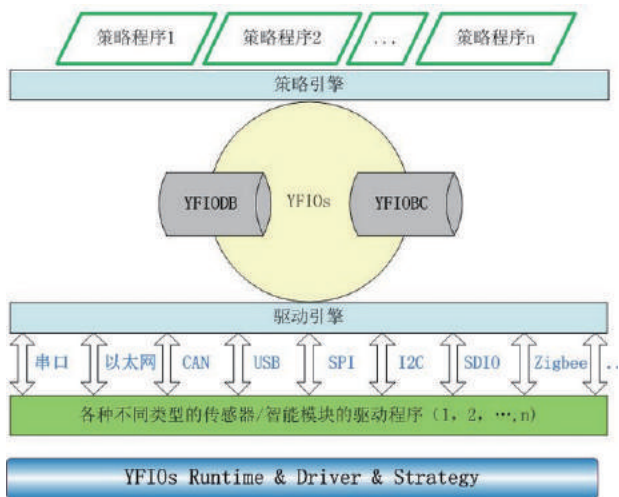 策略程序1 策略程序2 ... 策略程序n
策略引擎
YFIODB YFIOs YFIOBC
驱动引擎
串口 以太网 CAN USB SPI I2C SDIO Zigbee ..
各种不同类型的传感器/智能模块的驱动程序（1, 2, …,n）
YFIOs Runtime & Driver & Strategy